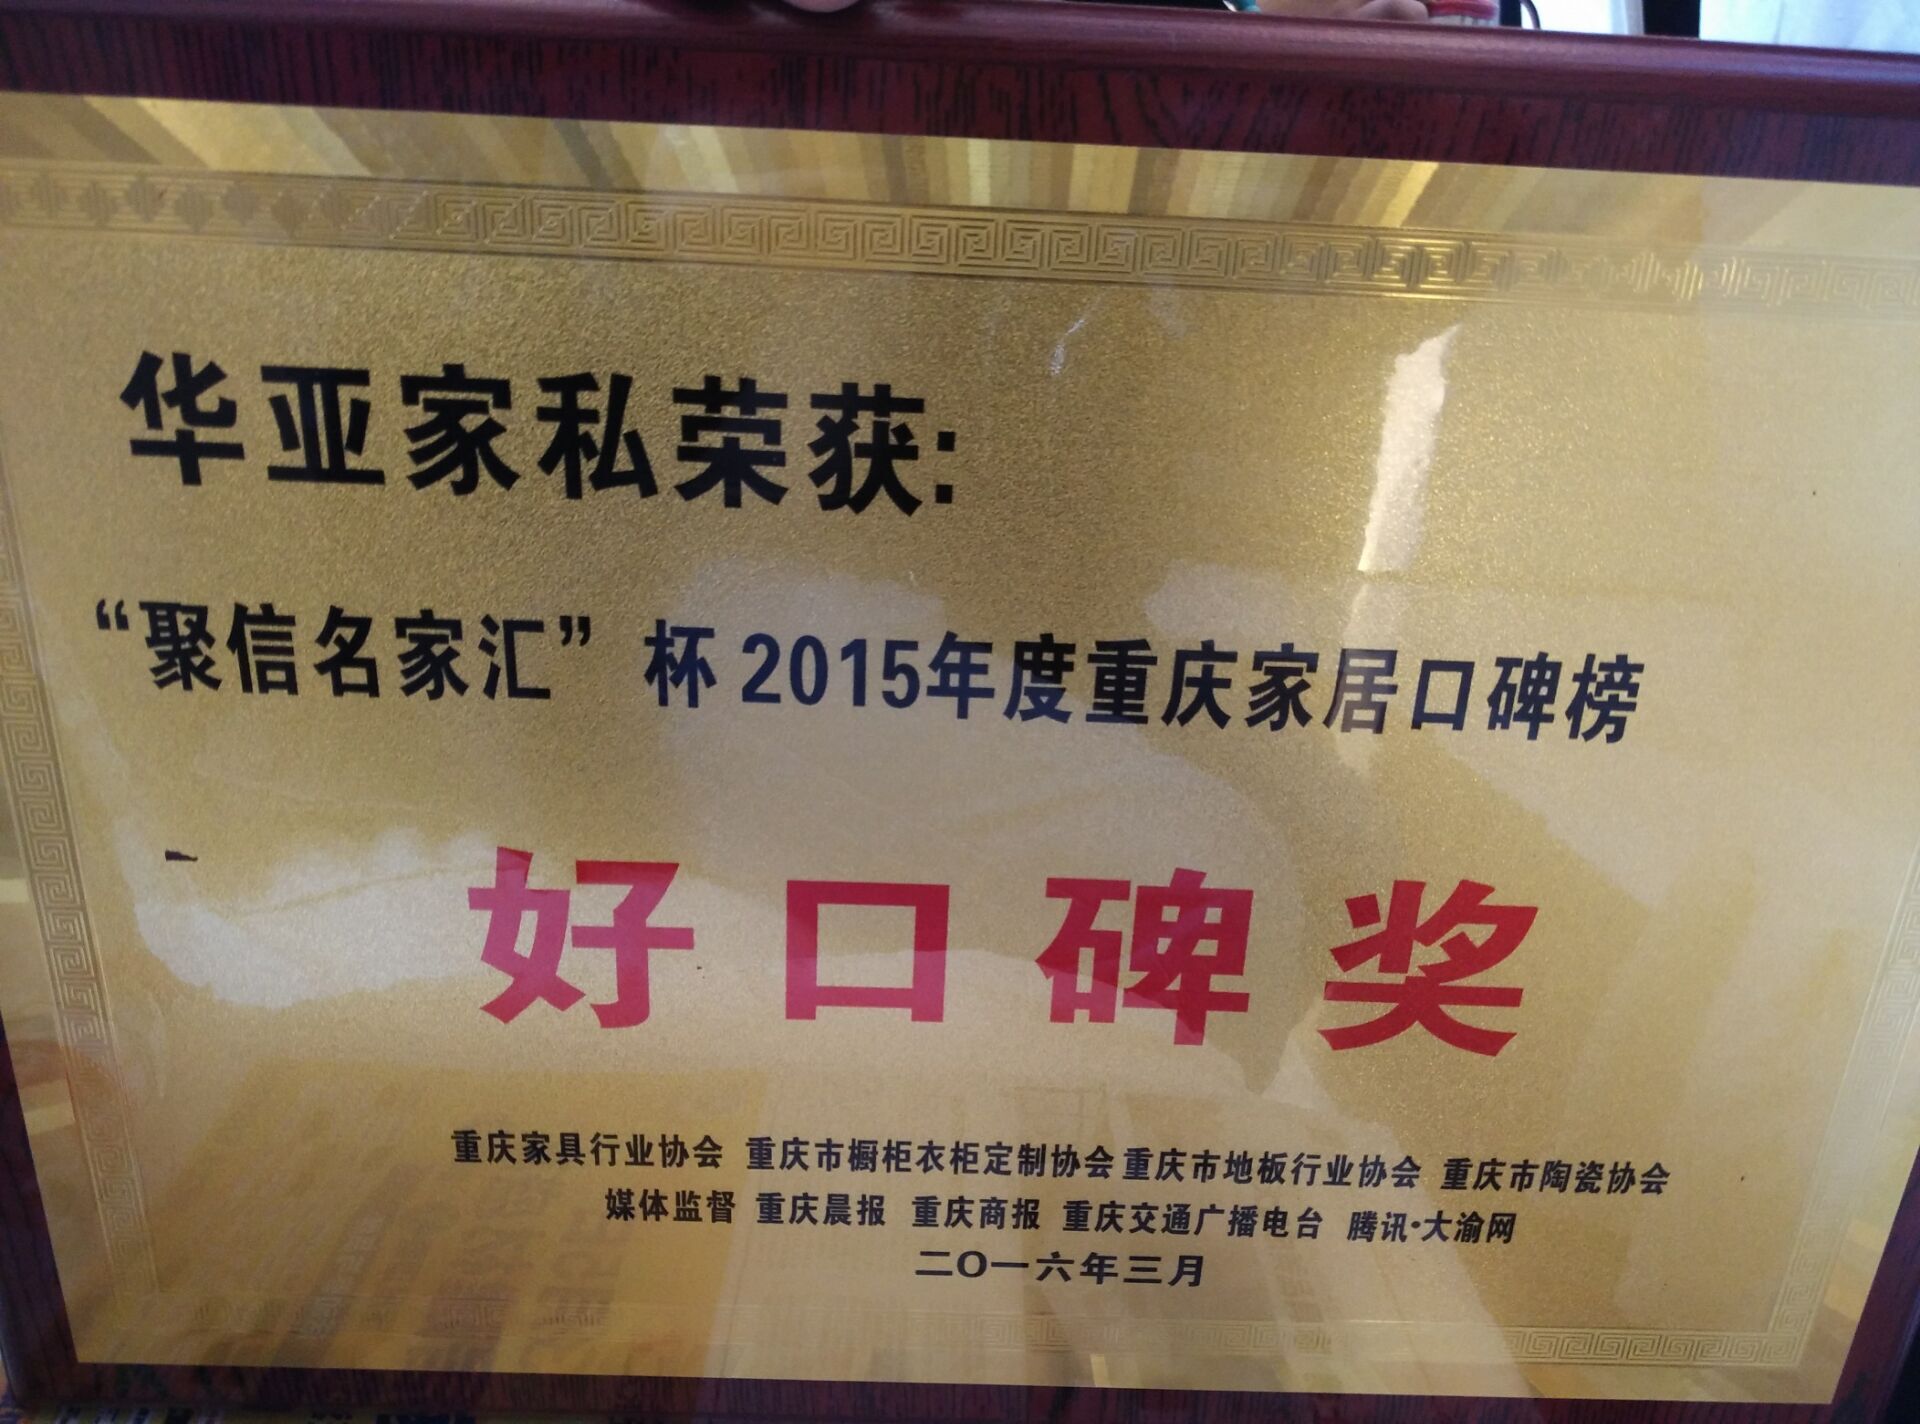 华亚家私荣获:
“聚信名家汇” 杯 2015年度重庆家居口碑榜
好口碑奖
重庆家具行业协会 重庆市橱柜衣柜定制协会 重庆市地板行业协会 重庆市陶瓷协会
媒体监督 重庆晨报 重庆商报 重庆交通广播电台 腾讯·大渝网
二〇一六年三月